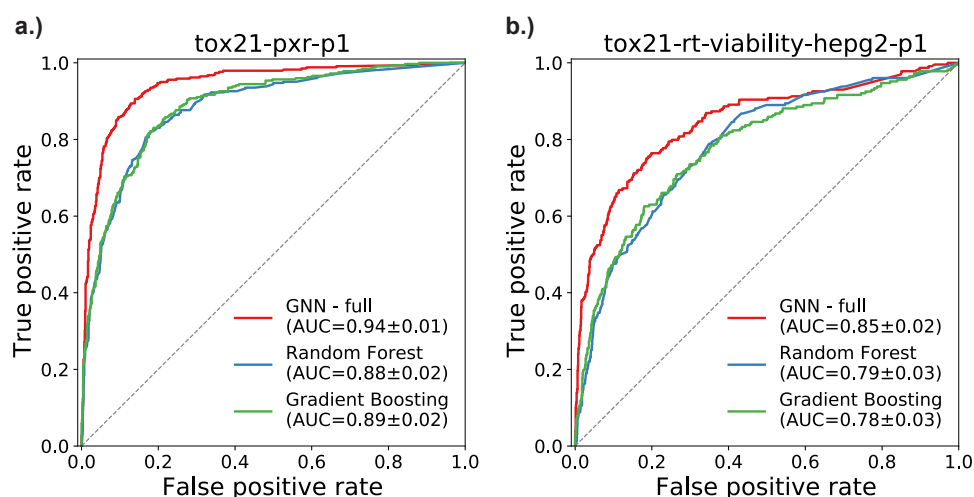 a.)
tox21-pxr-p1
1.0
0.8
0.6
0.4
0.2
0.0
True positive rate
GNN - full
(AUC=0.94±0.01)
Random Forest
(AUC=0.88±0.02)
Gradient Boosting
(AUC=0.89±0.02)
0.0 0.2 0.4 0.6 0.8 1.0
False positive rate
b.)
tox21-rt-viability-hepg2-p1
1.0
0.8
0.6
0.4
0.2
0.0
True positive rate
GNN - full
(AUC=0.85±0.02)
Random Forest
(AUC=0.79±0.03)
Gradient Boosting
(AUC=0.78±0.03)
0.0 0.2 0.4 0.6 0.8 1.0
False positive rate